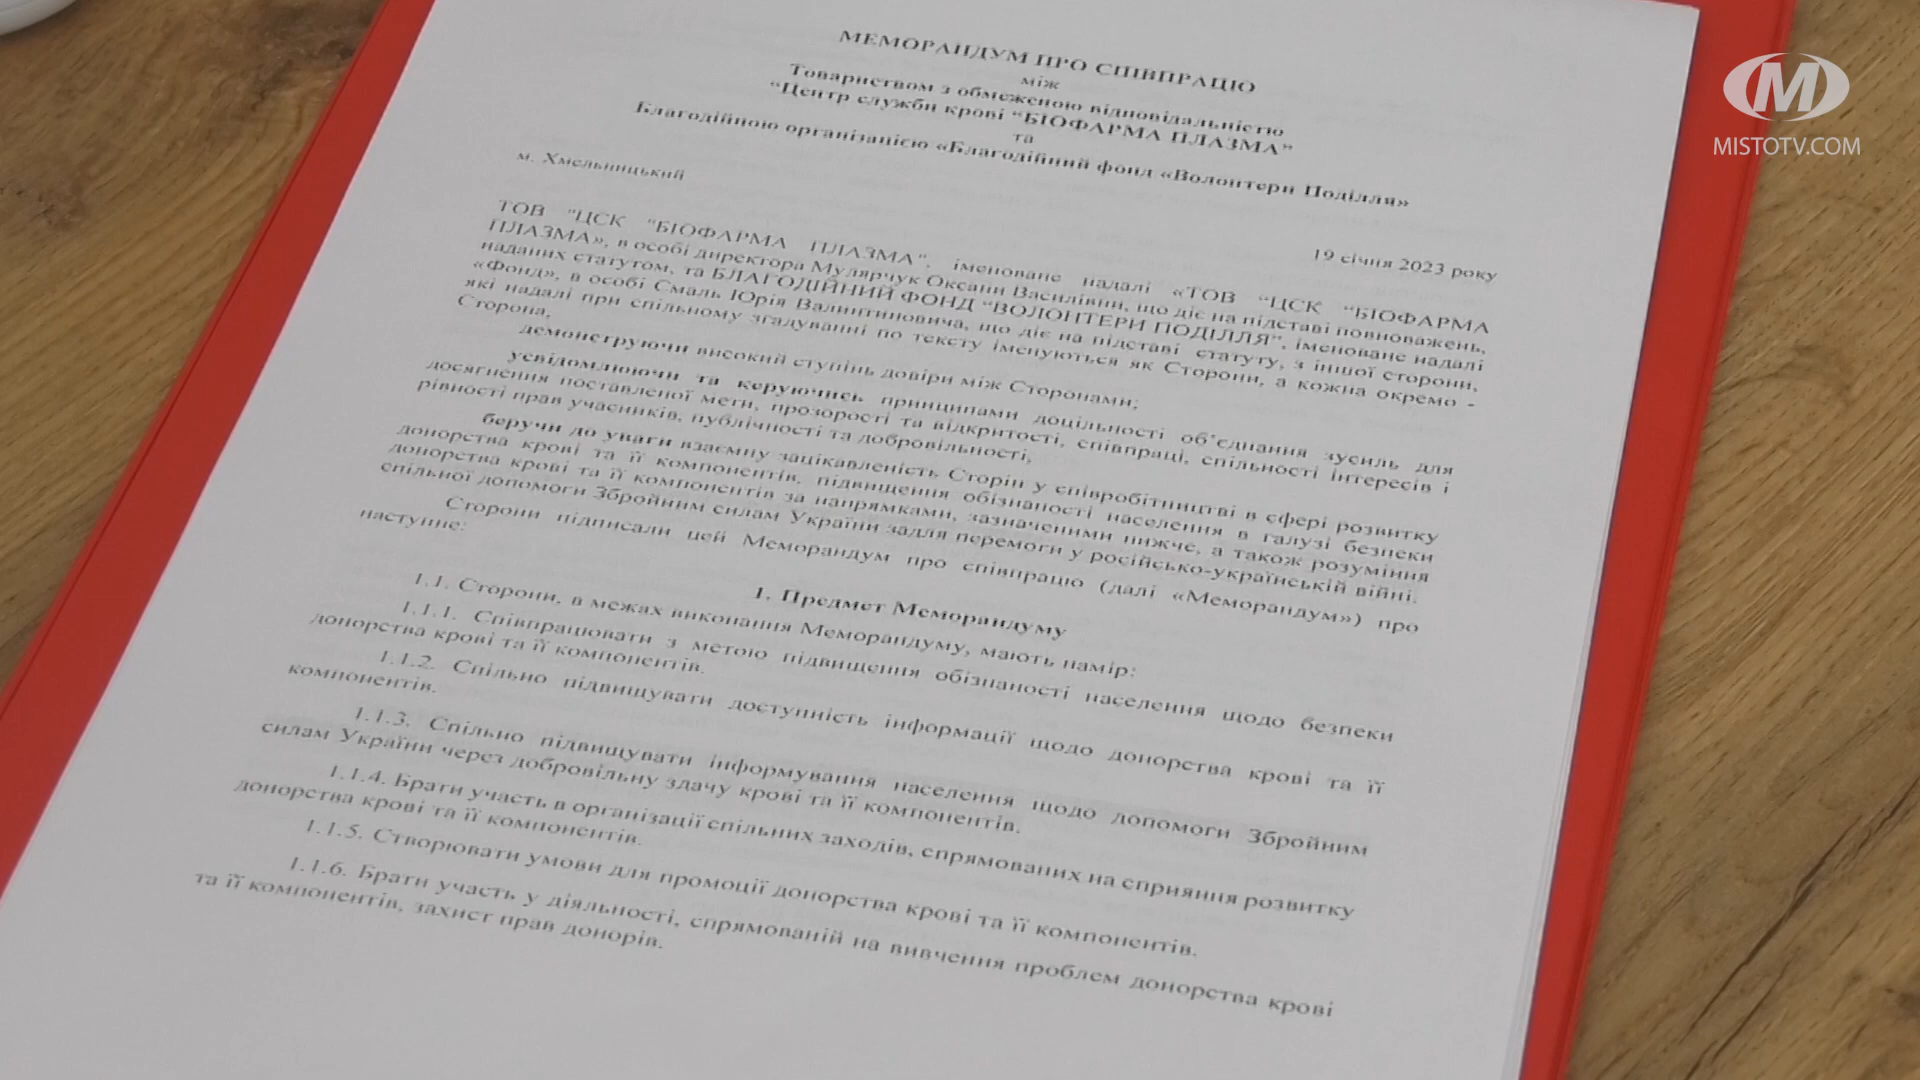 МЕМОРАНДУМ ПРО СПІВПРАЦЮ
між
Товариством з обмеженою відповідальністю
“Центр служби крові “БІОФАРМА ПЛАЗМА”
та
Благодійною організацією «Благодійний фонд «Волонтери Поділля»
м. Хмельницький
19 січня 2023 року
ТОВ "ЦСК "БІОФАРМА ПЛАЗМА", іменоване надалі «ТОВ “ЦСК “БІОФАРМА
ПЛАЗМА», в особі директора Мулярчук Оксани Василівни, що діє на підставі повноважень,
наданих статутом, та БЛАГОДІЙНИЙ ФОНД “ВОЛОНТЕРИ ПОДІЛЛЯ”, іменоване надалі
«Фонд», в особі Смаль Юрія Валинтиновича, що діє на підставі статуту, з іншої сторони,
які надалі при спільному згадуванні по тексту іменуються як Сторони, а кожна окремо -
Сторона,
демонструючи високий ступінь довіри між Сторонами;
усвідомлюючи та керуючись принципами доцільності об’єднання зусиль для
досягнення поставленої мети, прозорості та відкритості, співпраці, спільності інтересів і
рівності прав учасників, публічності та добровільності,
беручи до уваги взаємну зацікавленість Сторін у співробітництві в сфері розвитку
донорства крові та її компонентів, підвищення обізнаності населення в галузі безпеки
донорства крові та її компонентів за напрямками, зазначеними нижче, а також розуміння
спільної допомоги Збройним силам України задля перемоги у російсько-українській війні.
Сторони підписали цей Меморандум про співпрацю (далі «Меморандум») про
наступне:
1. Предмет Меморандуму
1.1. Сторони, в межах виконання Меморандуму, мають намір:
1.1.1. Співпрацювати з метою підвищення обізнаності населення щодо безпеки
донорства крові та її компонентів.
1.1.2. Спільно підвищувати доступність інформації щодо донорства крові та її
компонентів.
1.1.3. Спільно підвищувати інформування населення щодо допомоги Збройним
силам України через добровільну здачу крові та її компонентів.
1.1.4. Брати участь в організації спільних заходів, спрямованих на сприяння розвитку
донорства крові та її компонентів.
1.1.5. Створювати умови для промоції донорства крові та її компонентів.
1.1.6. Брати участь у діяльності, спрямованій на вивчення проблем донорства крові
та її компонентів, захист прав донорів.
M
MISTOTV.COM